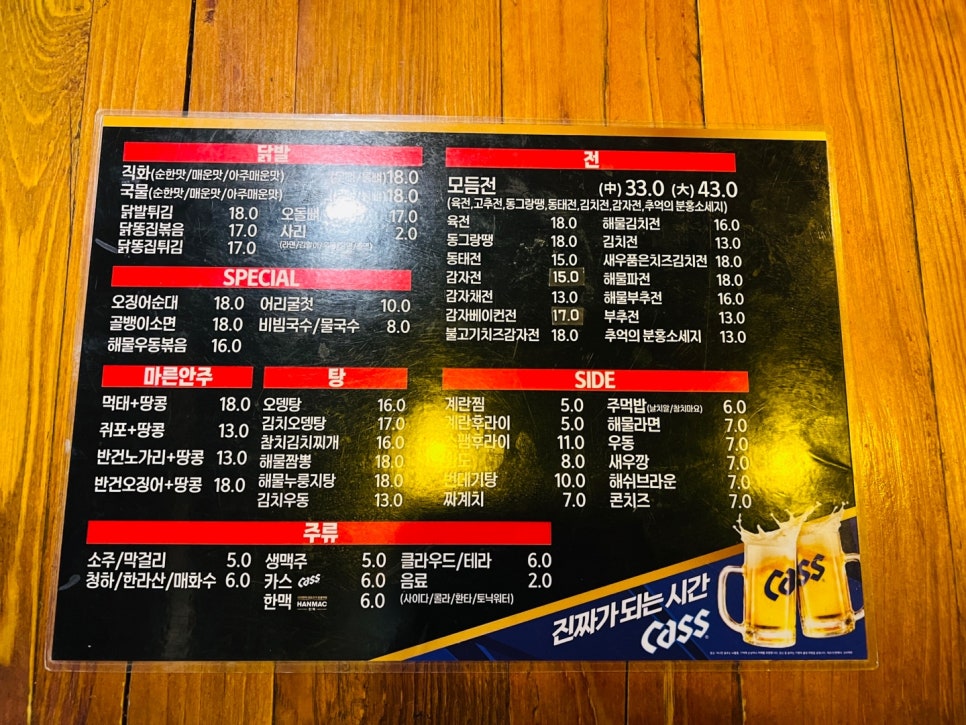 닭발
직화(순한맛/매운맛/아주매운맛) 18.0
국물(순한맛/매운맛/아주매운맛) 18.0
닭발튀김 18.0
닭똥집볶음 17.0
닭똥집튀김 17.0
오돌뼈 17.0
사리 2.0
SPECIAL
오징어순대 18.0
골뱅이소면 18.0
해물우동볶음 16.0
어리굴젓 10.0
비빔국수/물국수 8.0
마른안주
먹태+땅콩 18.0
쥐포+땅콩 13.0
반건노가리+땅콩 13.0
반건오징어+땅콩 18.0
탕
오뎅탕 16.0
김치오뎅탕 17.0
참치김치찌개 16.0
해물짬뽕 18.0
해물누룽지탕 18.0
김치우동 13.0
전
모듬전 (中) 33.0 (大) 43.0
(육전,고추전,동그랑땡,동태전,김치전,감자전,추억의 분홍소세지)
육전 18.0
동그랑땡 18.0
동태전 15.0
감자전 15.0
감자채전 13.0
감자베이컨전 17.0
불고기치즈감자전 18.0
해물김치전 16.0
김치전 13.0
새우품은치즈김치전 18.0
해물파전 18.0
해물부추전 16.0
부추전 13.0
추억의 분홍소세지 13.0
SIDE
계란찜 5.0
계란후라이 5.0
스팸후라이 11.0
8.0
번데기탕 10.0
짜계치 7.0
주먹밥(날치알/참치마요) 6.0
해물라면 7.0
우동 7.0
새우깡 7.0
해쉬브라운 7.0
콘치즈 7.0
주류
소주/막걸리 5.0
청하/한라산/매화수 6.0
생맥주 5.0
카스 Cass 6.0
한맥 HANMAC 6.0
클라우드/테라 6.0
음료 2.0
(사이다/콜라/환타/토닉워터)
진짜가 되는 시간
Cass
Cass